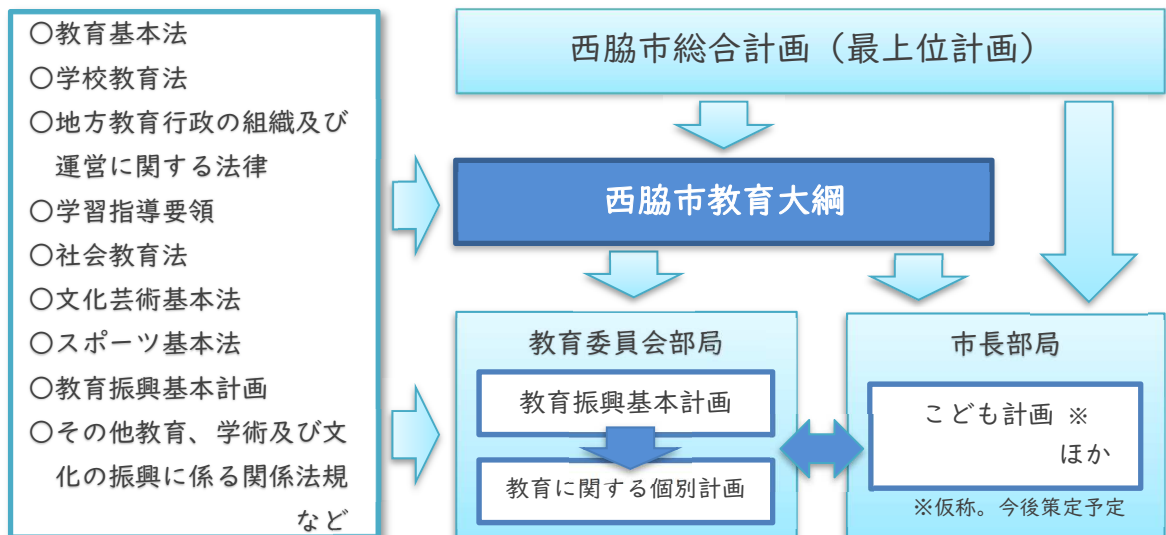 〇教育基本法
〇学校教育法
〇地方教育行政の組織及び
運営に関する法律
〇学習指導要領
〇社会教育法
〇文化芸術基本法
〇スポーツ基本法
〇教育振興基本計画
〇その他教育、学術及び文
化の振興に係る関係法規
など
西脇市総合計画（最上位計画）
西脇市教育大綱
教育委員会部局
教育振興基本計画
教育に関する個別計画
市長部局
こども計画 ※
ほか
※仮称。今後策定予定